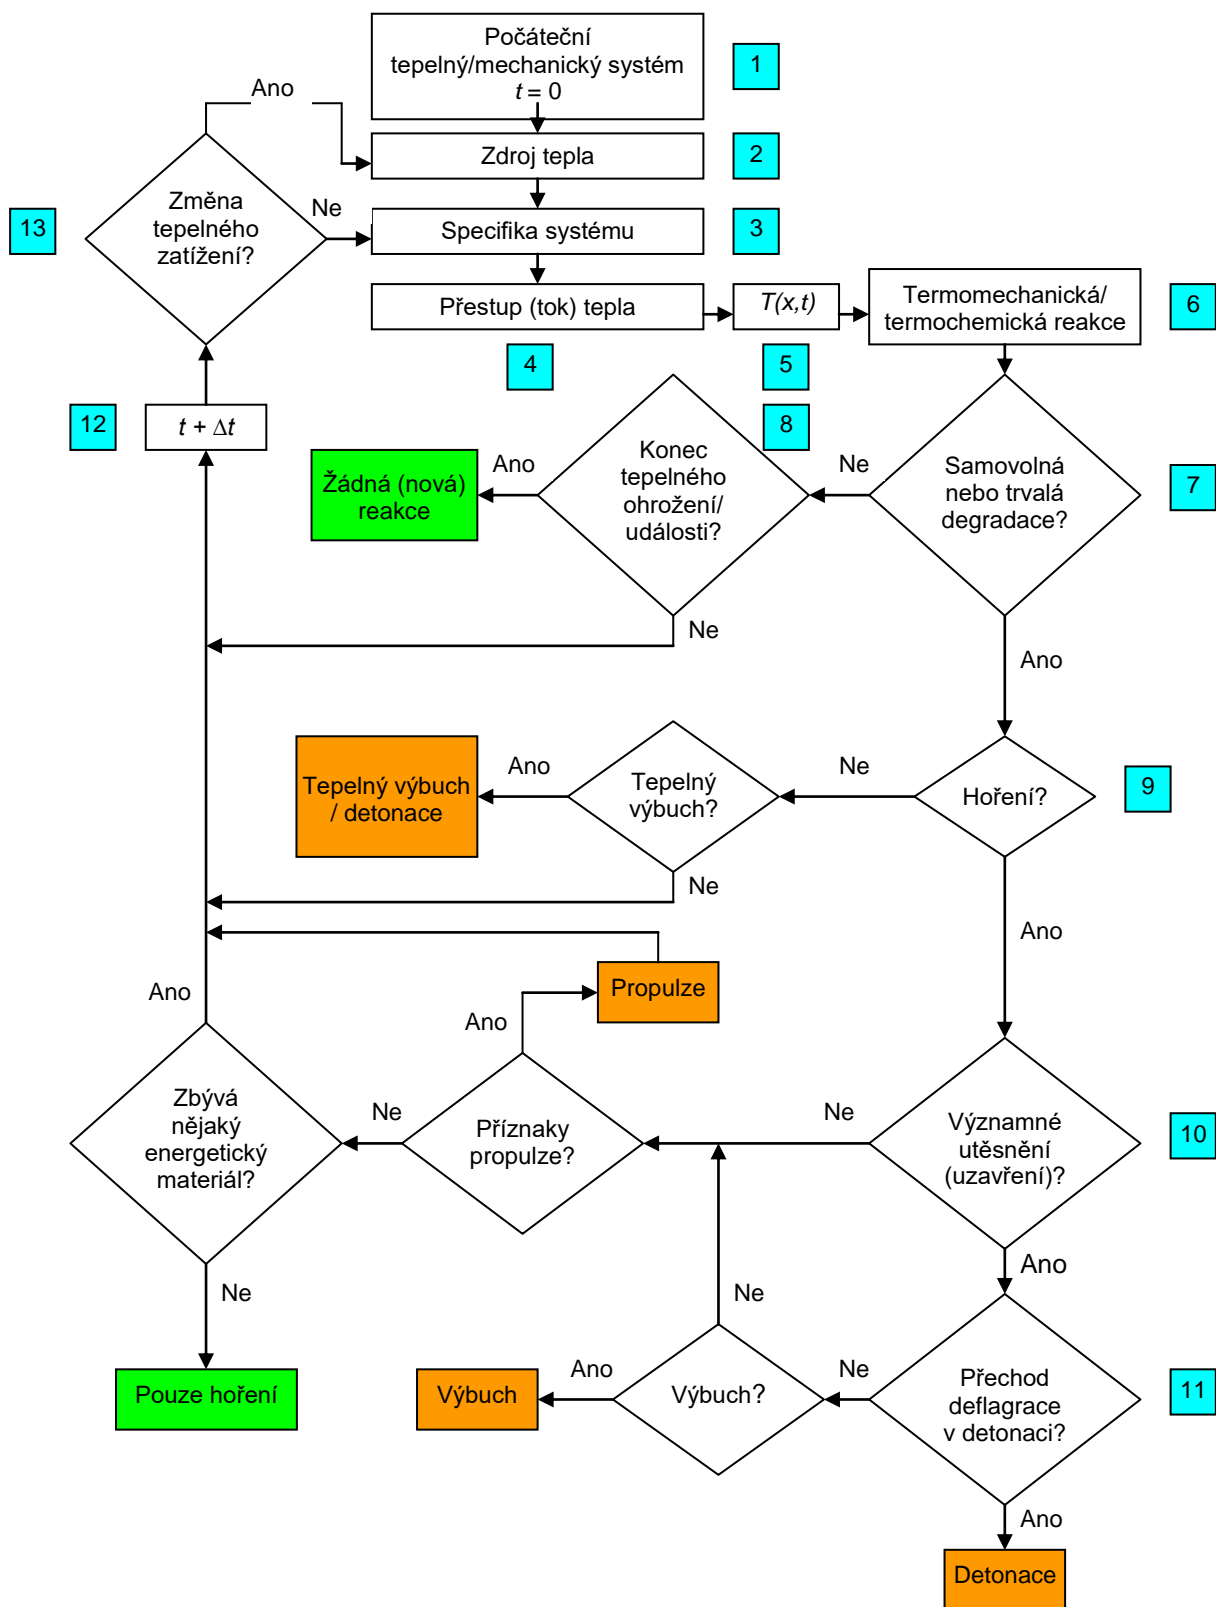 Počáteční
tepelný/mechanický systém
t = 0
1
Ano
Zdroj tepla
2
Změna
tepelného
zatížení?
Ne
13
Specifika systému
3
Přestup (tok) tepla
T(x,t)
Termomechanická/
termochemická reakce
6
4
5
12
t + Δt
8
Konec
tepelného
ohrožení/
události?
Ano
Ne
Žádná (nová)
reakce
Samovolná
nebo trvalá
degradace?
7
Ne
Ano
Tepelný výbuch
/ detonace
Ano
Tepelný
výbuch?
Ne
Hoření?
9
Ne
Ano
Propulze
Ano
Ano
Zbývá
nějaký
energetický
materiál?
Ne
Příznaky
propulze?
Ne
Významné
utěsnění
(uzavření)?
10
Ano
Ne
Ne
Pouze hoření
Výbuch
Ano
Výbuch?
Ne
Přechod
deflagrace
v detonaci?
11
Ano
Detonace